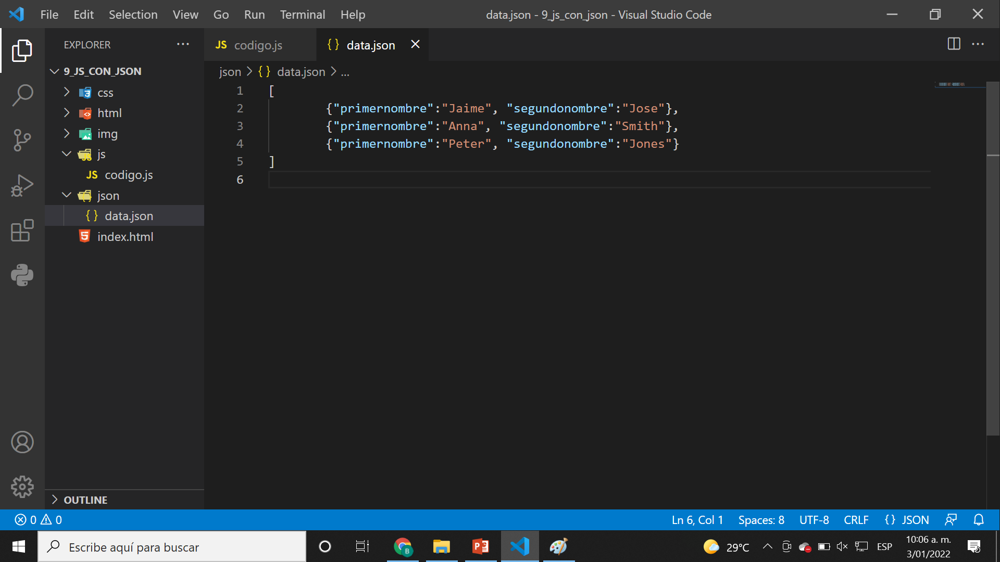 File Edit Selection View Go Run Terminal Help data.json - 9_js_con_json - Visual Studio Code
EXPLORER
JS codigo.js
{} data.json
9_JS_CON_JSON
json > {} data.json > ...
css
html
img
js
JS codigo.js
json
{} data.json
index.html
1 [
2 {"primernombre":"Jaime", "segundonombre":"Jose"},
3 {"primernombre":"Anna", "segundonombre":"Smith"},
4 {"primernombre":"Peter", "segundonombre":"Jones"}
5 ]
6
OUTLINE
0 0 Ln 6, Col 1 Spaces: 8 UTF-8 CRLF {} JSON
Escribe aquí para buscar
B
P
29°C
ESP
10:06 a. m.
3/01/2022